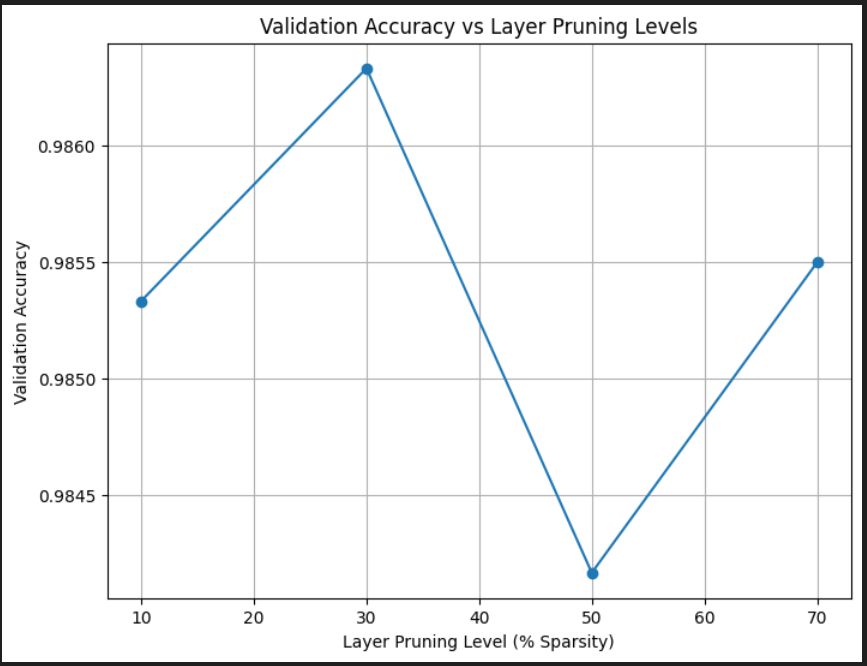 Validation Accuracy vs Layer Pruning Levels
0.9860
0.9855
0.9850
0.9845
Validation Accuracy
10 20 30 40 50 60 70
Layer Pruning Level (% Sparsity)